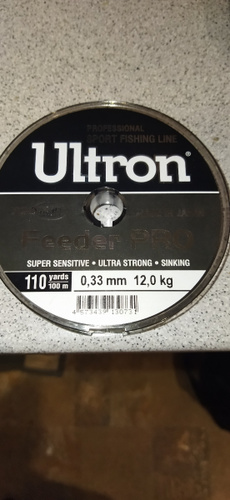 PROFESSIONAL
SPORT FISHING LINE
Ultron®
Feeder PRO
SUPER SENSITIVE • ULTRA STRONG • SINKING
110 yards
100 m
0,33 mm 12,0 kg